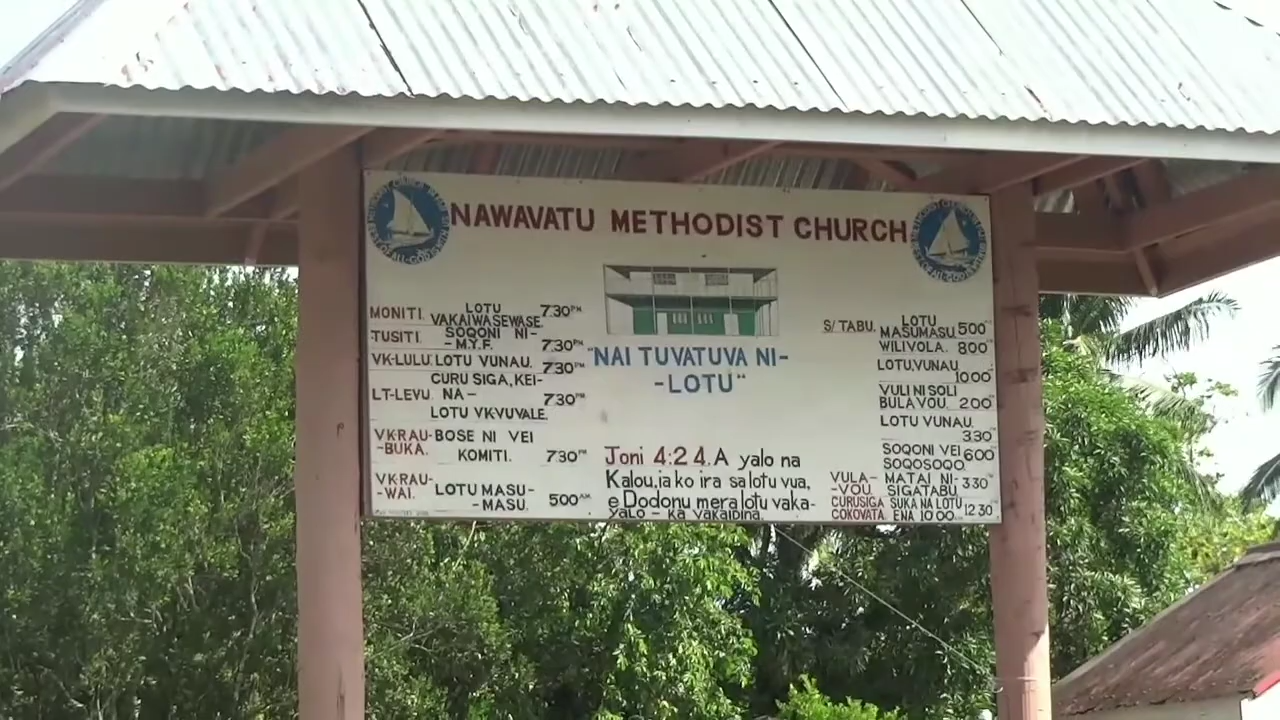 NAWAVATU METHODIST CHURCH
MONITI. LOTU VAKAIWASEWASE. 7.30PM
TUSITI. SOQONI NI-
-M.Y.F. 7.30PM
VK-LULU. LOTU VUNAU. 7.30PM
CURU SIGA, KEI-
LT-LEVU. NA- 7.30PM
LOTU VK-VUVALE.
VKRAU- BOSE NI VEI
-BUKA. KOMITI. 7.30PM
VKRAU- LOTU MASU-
-WAI. -MASU. 5.00AM
"NAI TUVATUVA NI-
-LOTU"
Joni 4:24. A yalo na
Kalou, ia ko ira sa lotu vua,
e Dodonu mera lotu vaka-
yalo - ka vakaidina.
S/TABU. LOTU
MASUMASU 5.00
WILIVOLA. 8.00
LOTU, VUNAU
10.00
VULI NI SOLI
BULA VOU. 2.00
LOTU VUNAU.
3.30
SOQONI VEI
SOQOSOQO. 6.00
VULA- MATAI NI-
-VOU. SIGATABU 3.30
CURUSIGA SUKA NA LOTU
COKOVATA. ENA 10.00 12.30